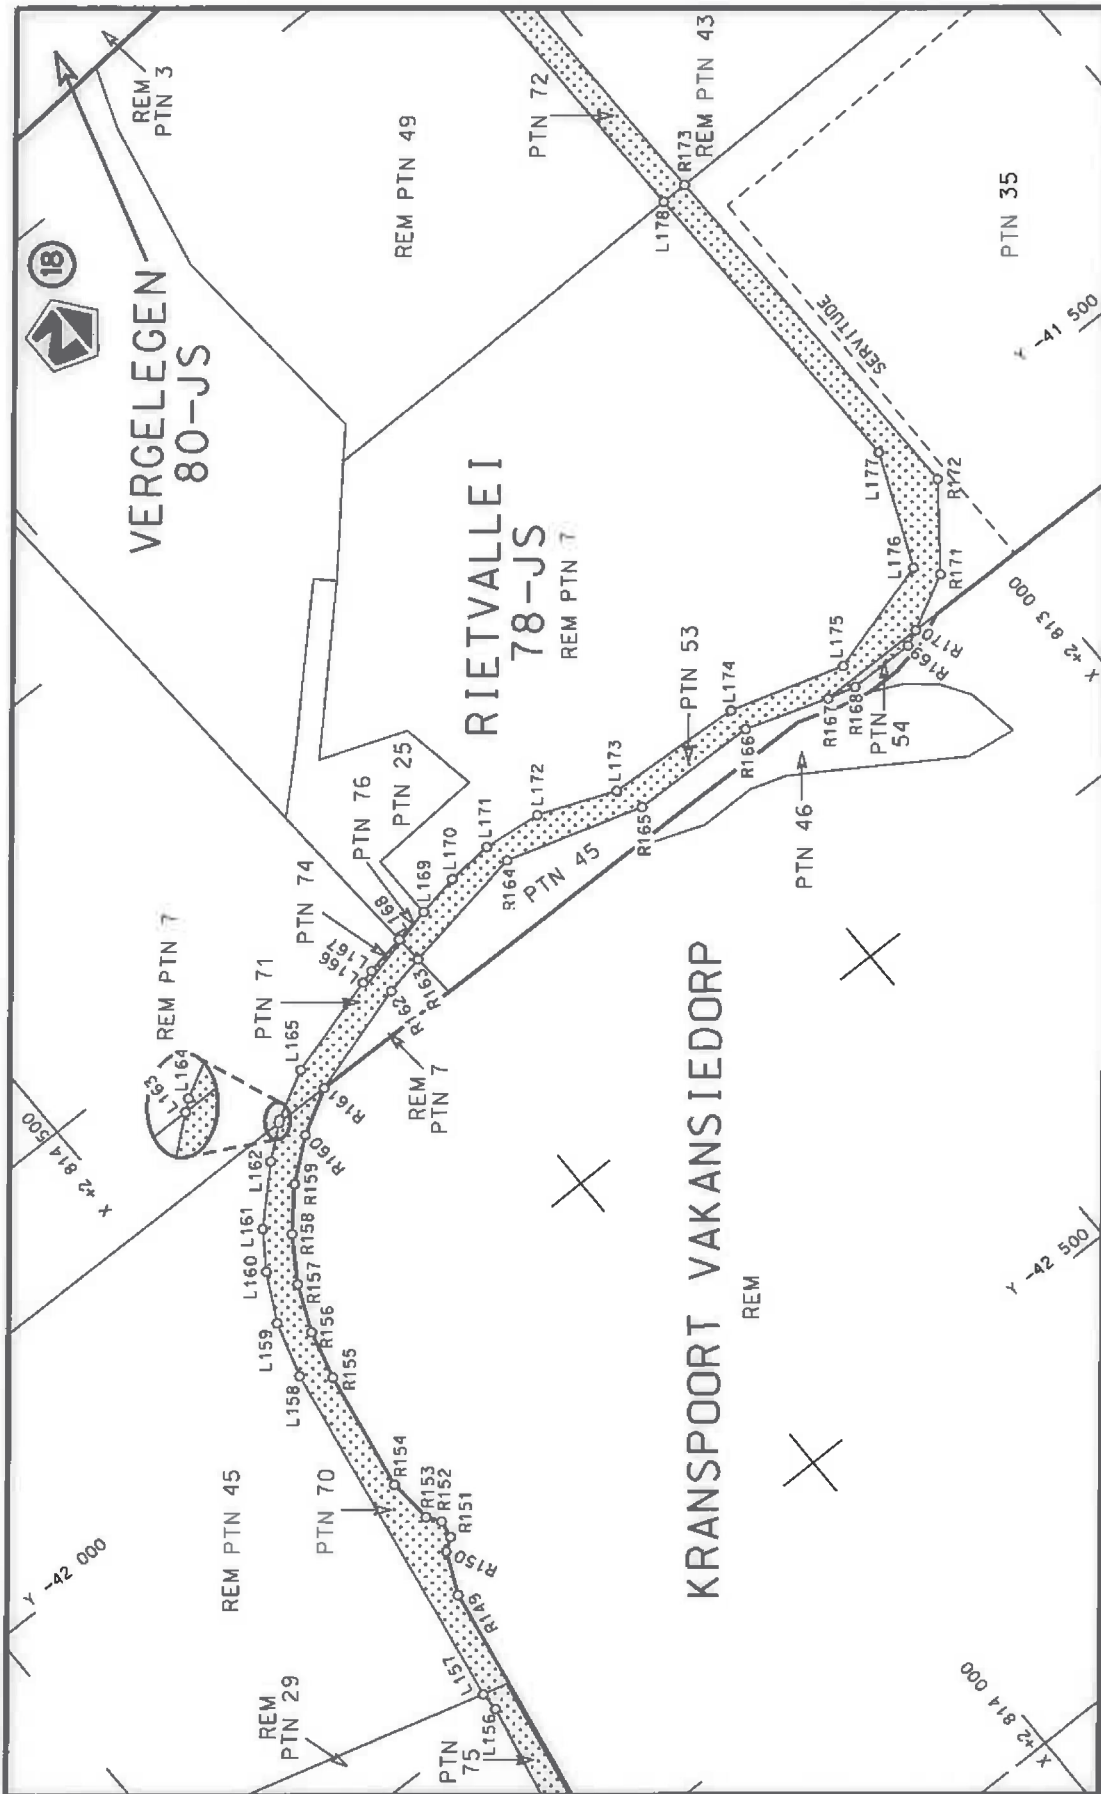 VERGELEGEN
80-JS
18
REM
PTN 3
REM PTN 49
PTN 72
REM PTN 43
R173
L178
PTN 35
SERVITUDE
Y -41 500
RIETVALLEI
78-JS
REM PTN 7
L177
R172
L176
R171
X +2 813 000
L175
R170
R169
R168
R167
PTN
54
PTN 53
L174
R166
L173
R165
PTN 46
PTN 45
L172
L171
R164
L170
L169
PTN 25
PTN 76
L168
PTN 74
L167
L166
R163
R162
PTN 71
REM PTN 7
L165
L164
L163
REM
PTN 7
R161
R160
X +2 814 500
L162
R159
L161
R158
L160
R157
L159
R156
L158
R155
KRANSPOORT VAKANSIEDORP
REM
Y -42 500
R154
R153
R152
R151
R150
R149
REM PTN 45
PTN 70
Y -42 000
L157
L156
REM
PTN 29
PTN
75
X +2 814 000